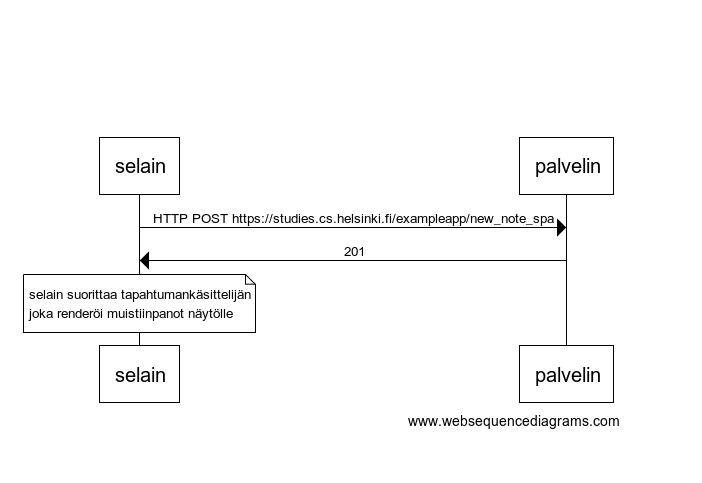 selain
palvelin
HTTP POST https://studies.cs.helsinki.fi/exampleapp/new_note_spa
201
selain suorittaa tapahtumankäsittelijän
joka renderöi muistiinpanot näytölle
selain
palvelin
www.websequencediagrams.com